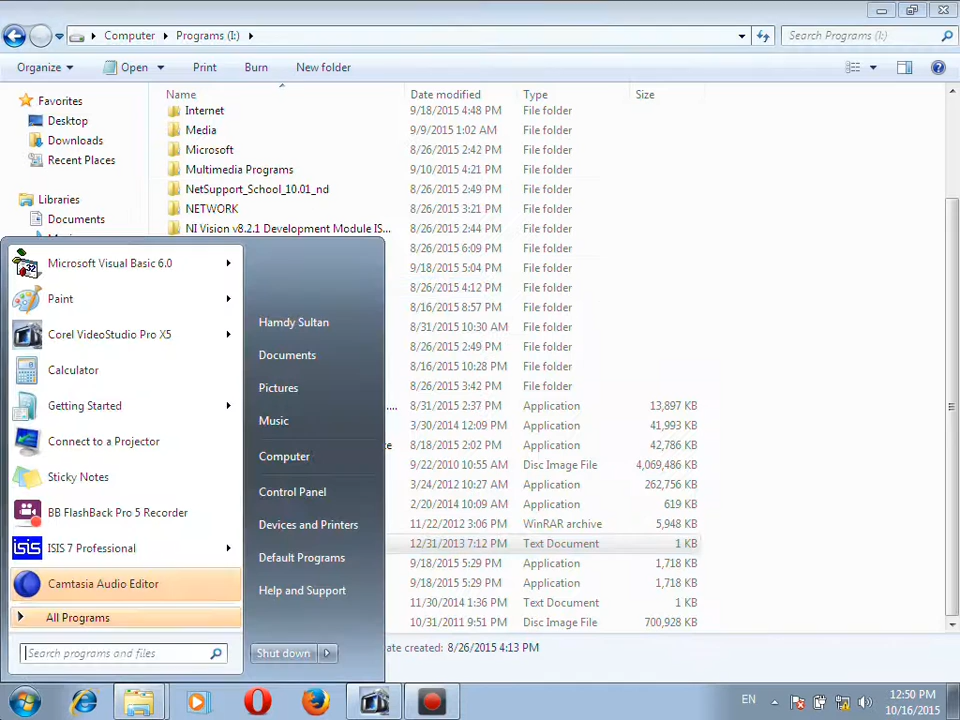 Computer
Programs (I:)
Search Programs (I:)
Organize
Open
Print
Burn
New folder
Name
Date modified
Type
Size
Favorites
Desktop
Downloads
Recent Places
Libraries
Documents
Internet 9/18/2015 4:48 PM File folder
Media 9/9/2015 1:02 AM File folder
Microsoft 8/26/2015 2:42 PM File folder
Multimedia Programs 9/10/2015 4:21 PM File folder
NetSupport_School_10.01_nd 8/26/2015 2:49 PM File folder
NETWORK 8/26/2015 3:21 PM File folder
NI Vision v8.2.1 Development Module IS... 8/26/2015 2:44 PM File folder
8/26/2015 6:09 PM File folder
9/18/2015 5:04 PM File folder
8/26/2015 4:12 PM File folder
8/16/2015 8:57 PM File folder
8/31/2015 10:30 AM File folder
8/26/2015 2:49 PM File folder
8/16/2015 10:28 PM File folder
8/26/2015 3:42 PM File folder
.... 8/31/2015 2:37 PM Application 13,897 KB
3/30/2014 12:09 PM Application 41,993 KB
8/18/2015 2:02 PM Application 42,786 KB
9/22/2010 10:55 AM Disc Image File 4,069,486 KB
3/24/2012 10:27 AM Application 262,756 KB
2/20/2014 10:09 AM Application 619 KB
11/22/2012 3:06 PM WinRAR archive 5,948 KB
12/31/2013 7:12 PM Text Document 1 KB
9/18/2015 5:29 PM Application 1,718 KB
9/18/2015 5:29 PM Application 1,718 KB
11/30/2014 1:36 PM Text Document 1 KB
10/31/2011 9:51 PM Disc Image File 700,928 KB
ate created: 8/26/2015 4:13 PM
Microsoft Visual Basic 6.0
Paint
Corel VideoStudio Pro X5
Calculator
Getting Started
Connect to a Projector
Sticky Notes
BB FlashBack Pro 5 Recorder
ISIS 7 Professional
Camtasia Audio Editor
All Programs
Search programs and files
Hamdy Sultan
Documents
Pictures
Music
Computer
Control Panel
Devices and Printers
Default Programs
Help and Support
Shut down
EN
12:50 PM
10/16/2015